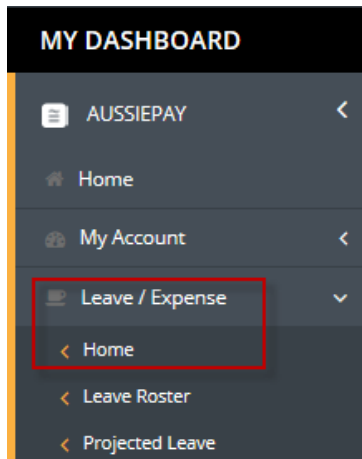 MY DASHBOARD
AUSSIEPAY
Home
My Account
Leave / Expense
Home
Leave Roster
Projected Leave